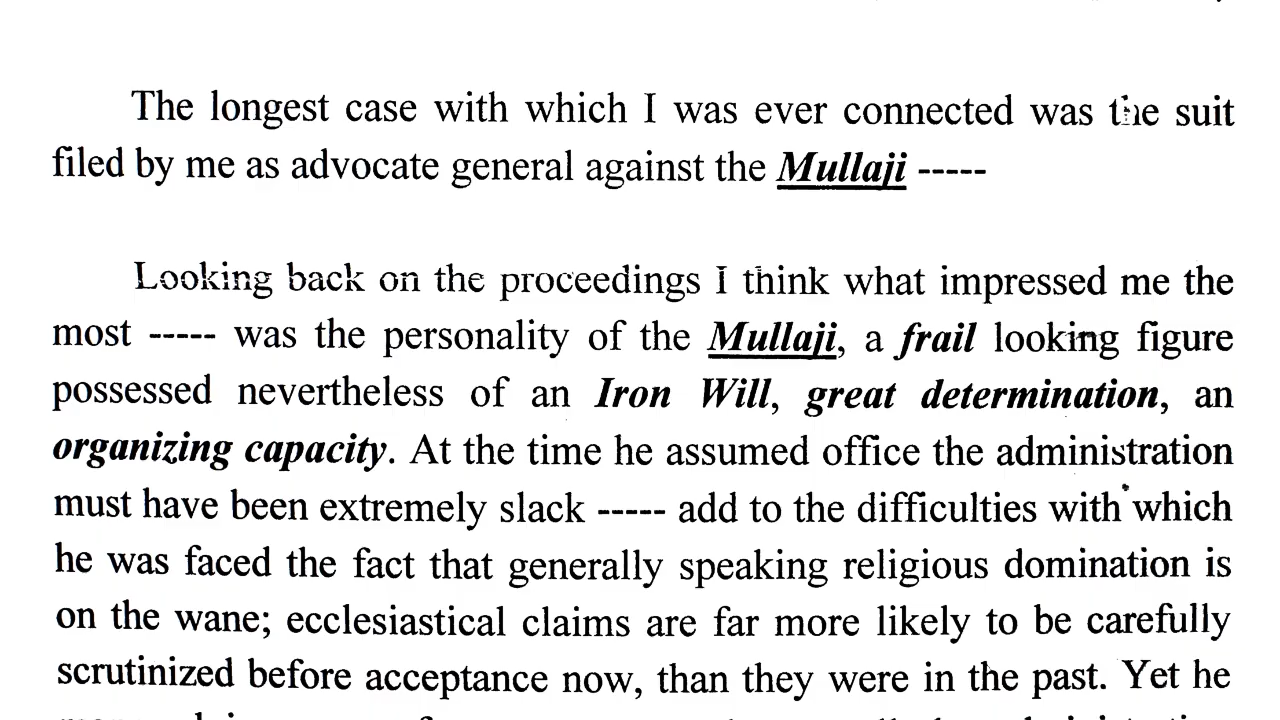 The longest case with which I was ever connected was the suit
filed by me as advocate general against the Mullaji -----
Looking back on the proceedings I think what impressed me the
most ----- was the personality of the Mullaji, a frail looking figure
possessed nevertheless of an Iron Will, great determination, an
organizing capacity. At the time he assumed office the administration
must have been extremely slack ----- add to the difficulties with which
he was faced the fact that generally speaking religious domination is
on the wane; ecclesiastical claims are far more likely to be carefully
scrutinized before acceptance now, than they were in the past. Yet he